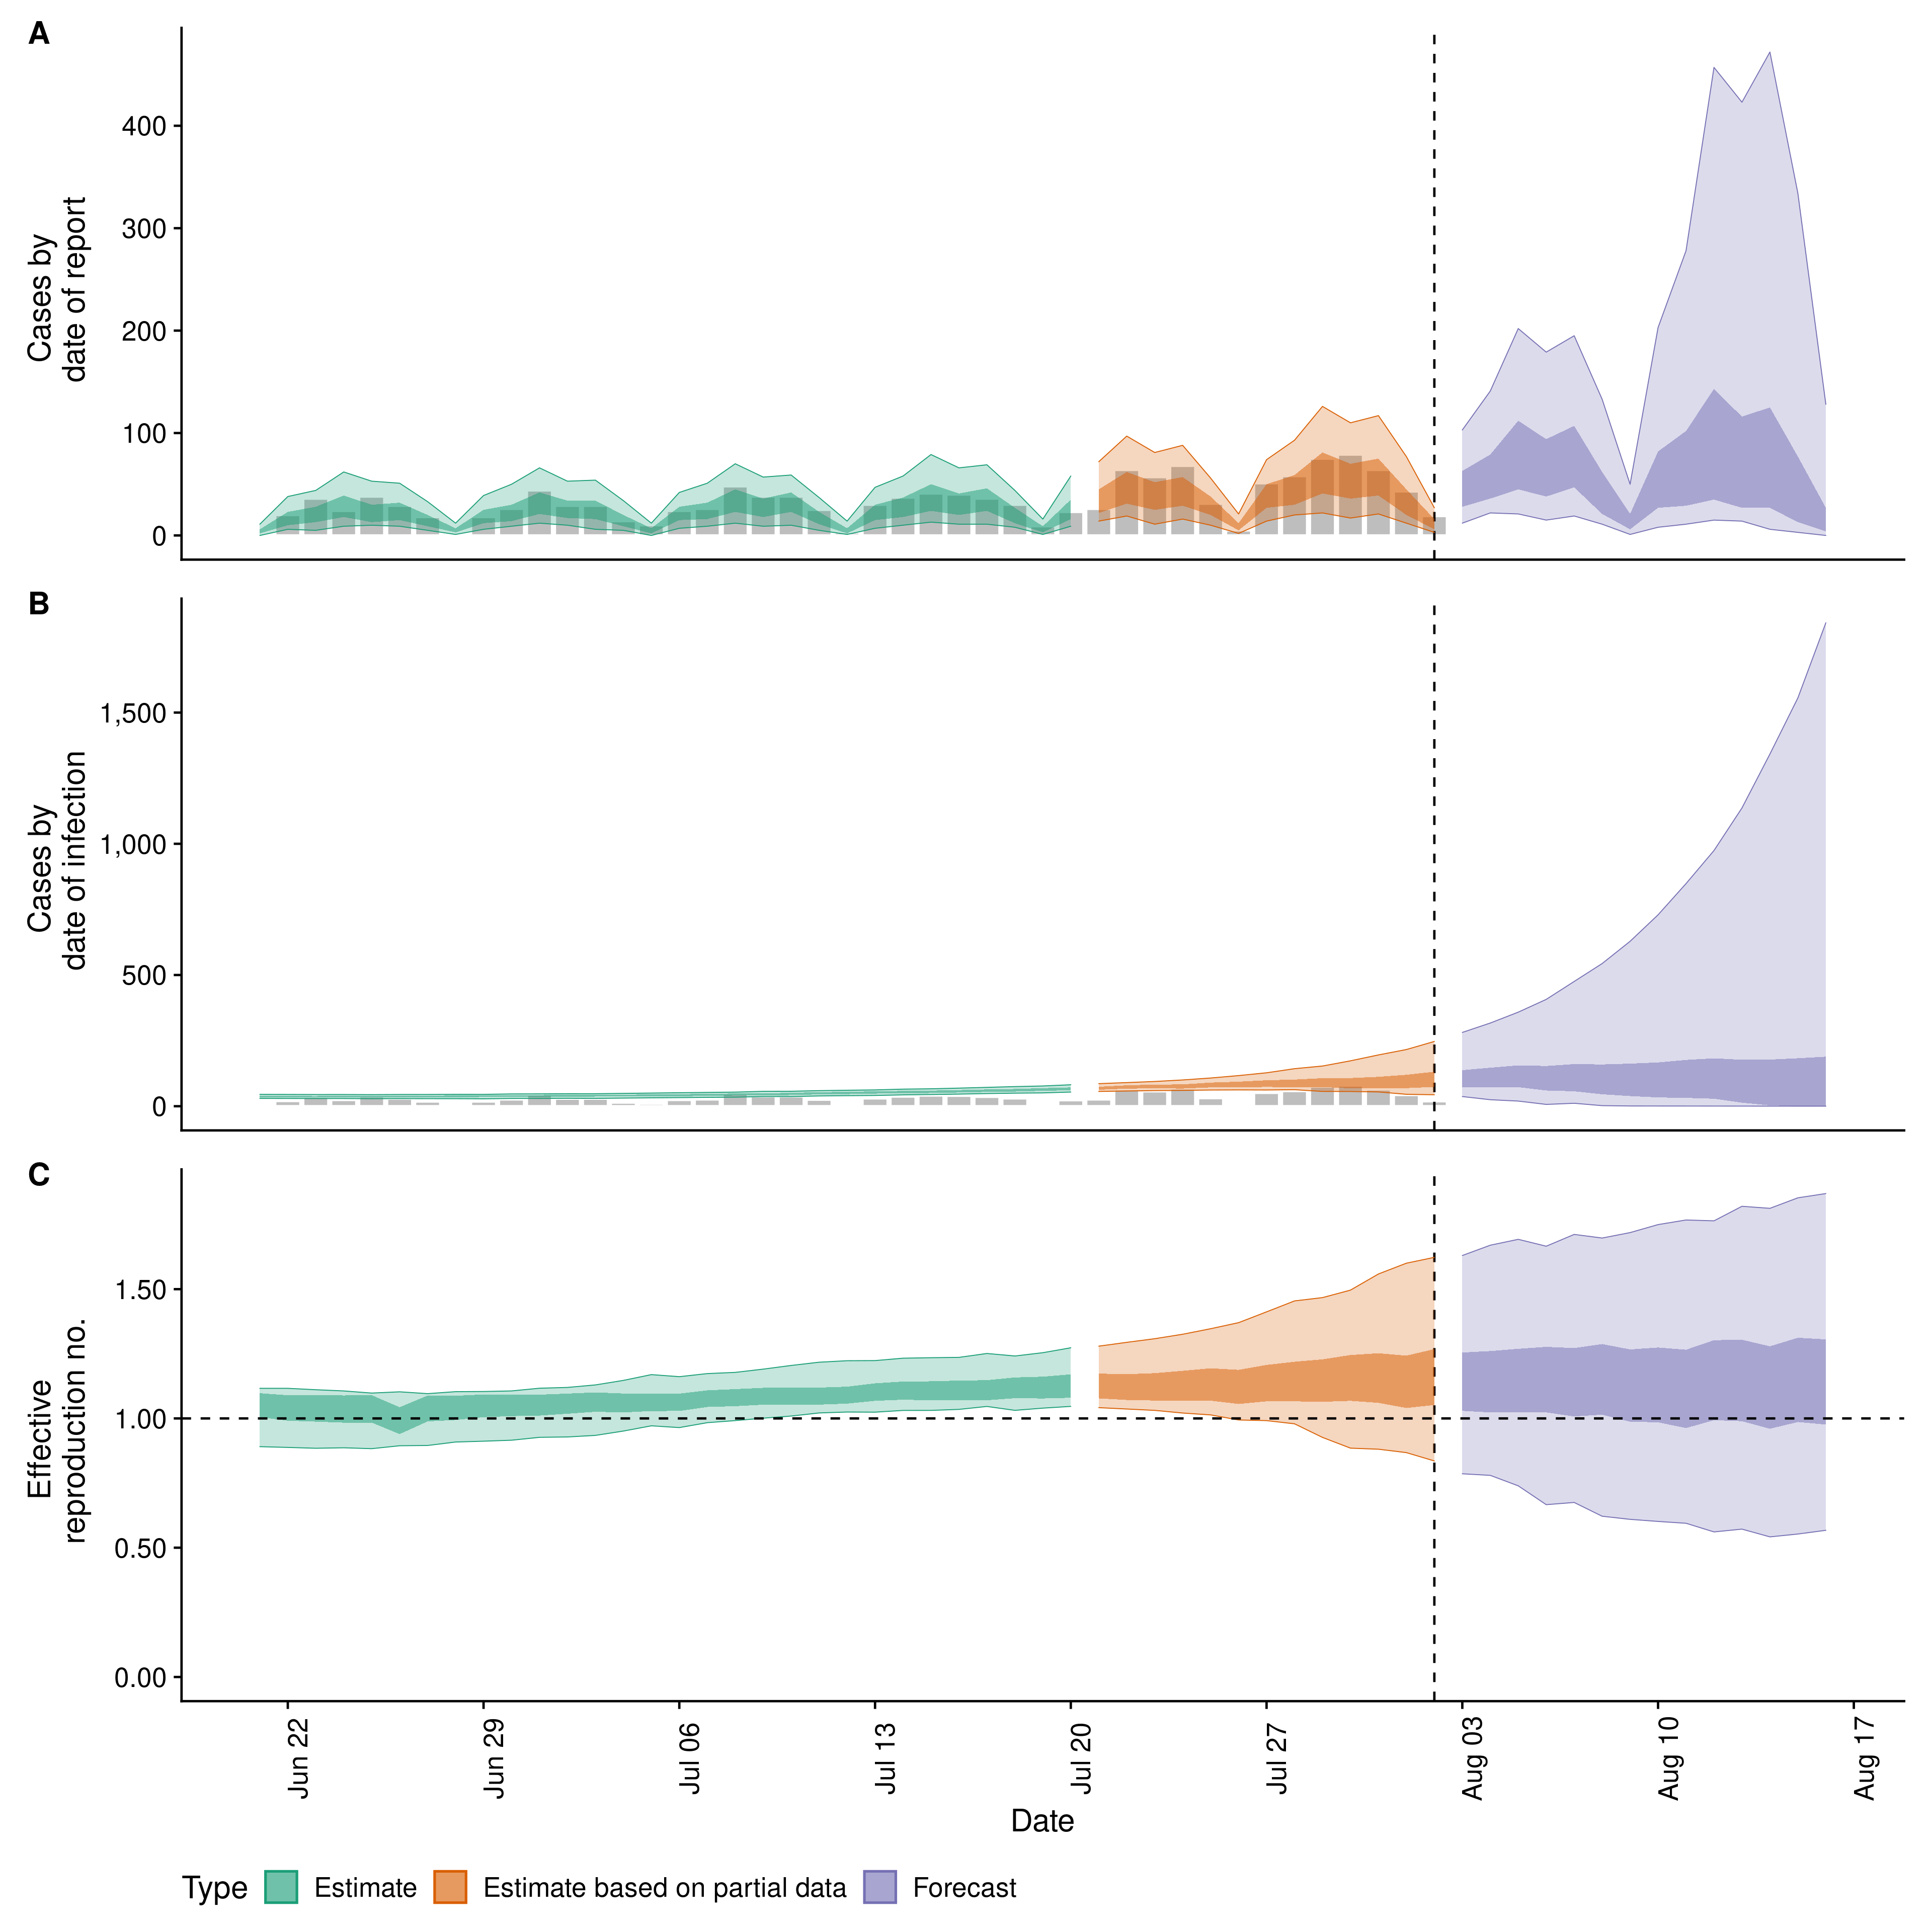 A
Cases by
date of report
400
300
200
100
0
B
Cases by
date of infection
1,500
1,000
500
0
C
Effective
reproduction no.
1.50
1.00
0.50
0.00
Jun 22
Jun 29
Jul 06
Jul 13
Jul 20
Jul 27
Aug 03
Aug 10
Aug 17
Date
Type
Estimate
Estimate based on partial data
Forecast